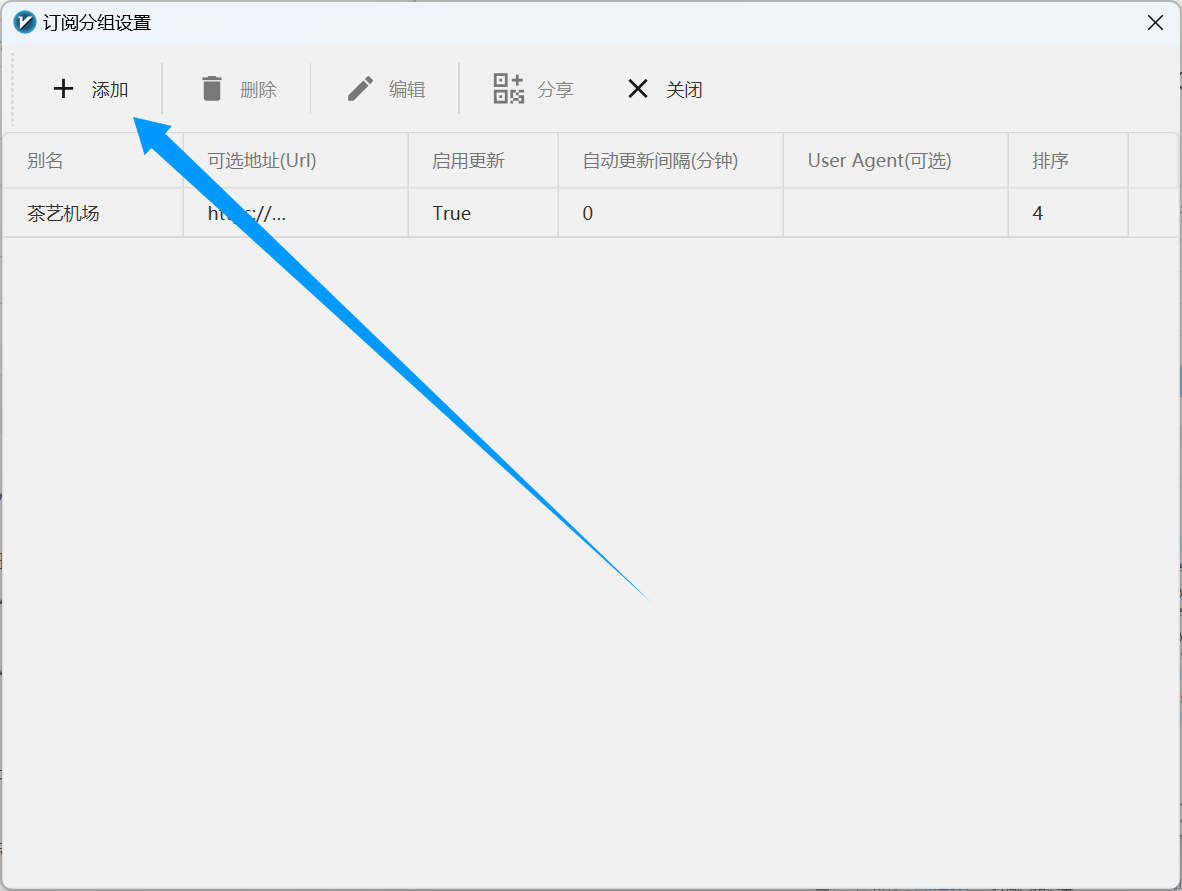 订阅分组设置
添加 删除 编辑 分享 关闭
别名 可选地址(Url) 启用更新 自动更新间隔(分钟) User Agent(可选) 排序
茶艺机场 https://... True 0 4